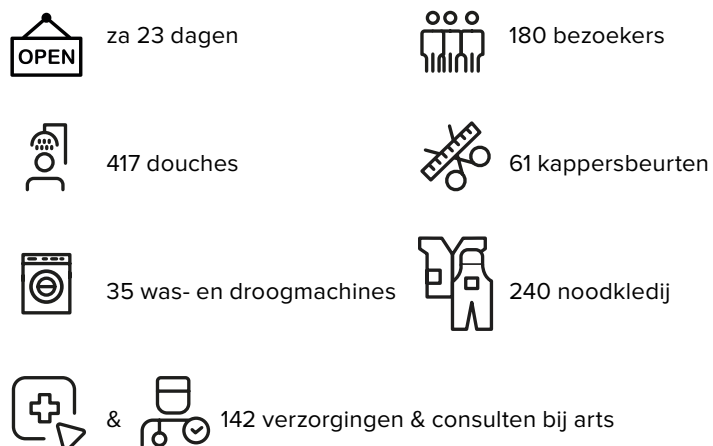 OPEN
za 23 dagen
180 bezoekers
417 douches
61 kappersbeurten
35 was- en droogmachines
240 noodkledij
& 142 verzorgingen & consulten bij arts